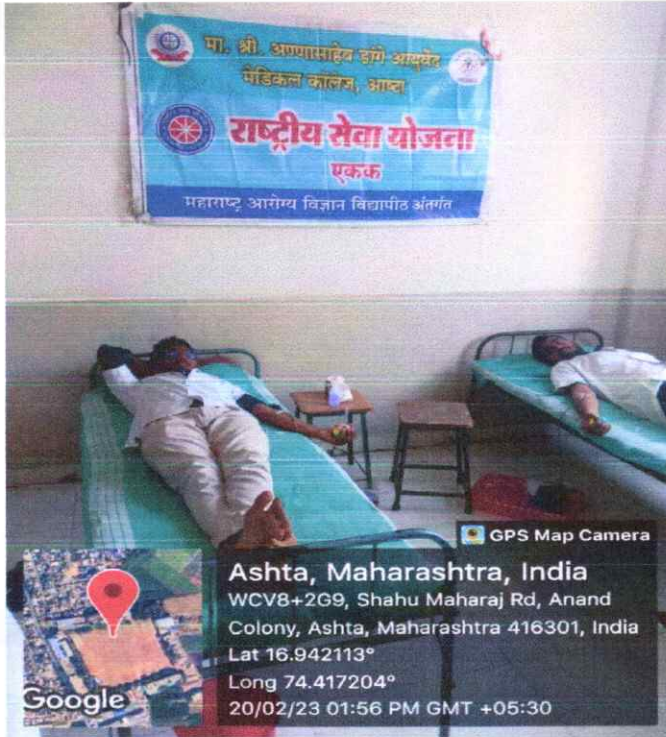 मा. श्री. अण्णासाहेब डांगे आयुर्वेद
मेडिकल कॉलेज, आष्टा
राष्ट्रीय सेवा योजना
एकक
महाराष्ट्र आरोग्य विज्ञान विद्यापीठ अंतर्गत
GPS Map Camera
Ashta, Maharashtra, India
WCV8+2G9, Shahu Maharaj Rd, Anand
Colony, Ashta, Maharashtra 416301, India
Lat 16.942113°
Long 74.417204°
20/02/23 01:56 PM GMT +05:30
Google